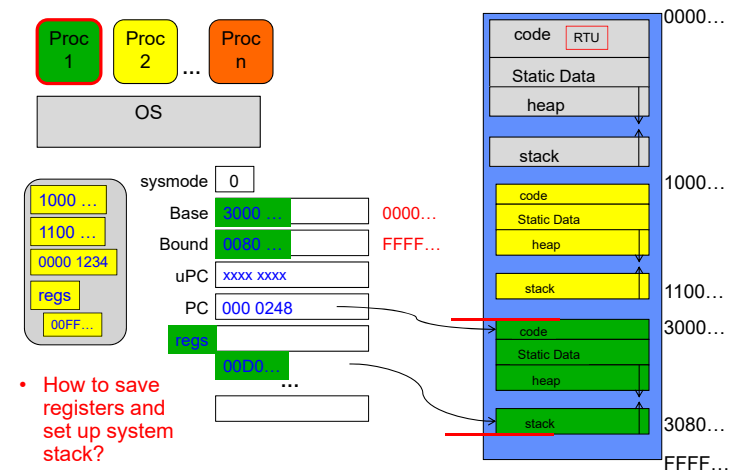 Proc
1
Proc
2
...
Proc
n
OS
1000 …
1100 …
0000 1234
regs
00FF…
sysmode
0
Base
3000 …
0000…
Bound
0080 …
FFFF…
uPC
xxxx xxxx
PC
000 0248
regs
00D0…
…
• How to save
registers and
set up system
stack?
code
RTU
Static Data
heap
stack
code
Static Data
heap
stack
code
Static Data
heap
stack
0000…
1000…
1100…
3000…
3080…
FFFF…